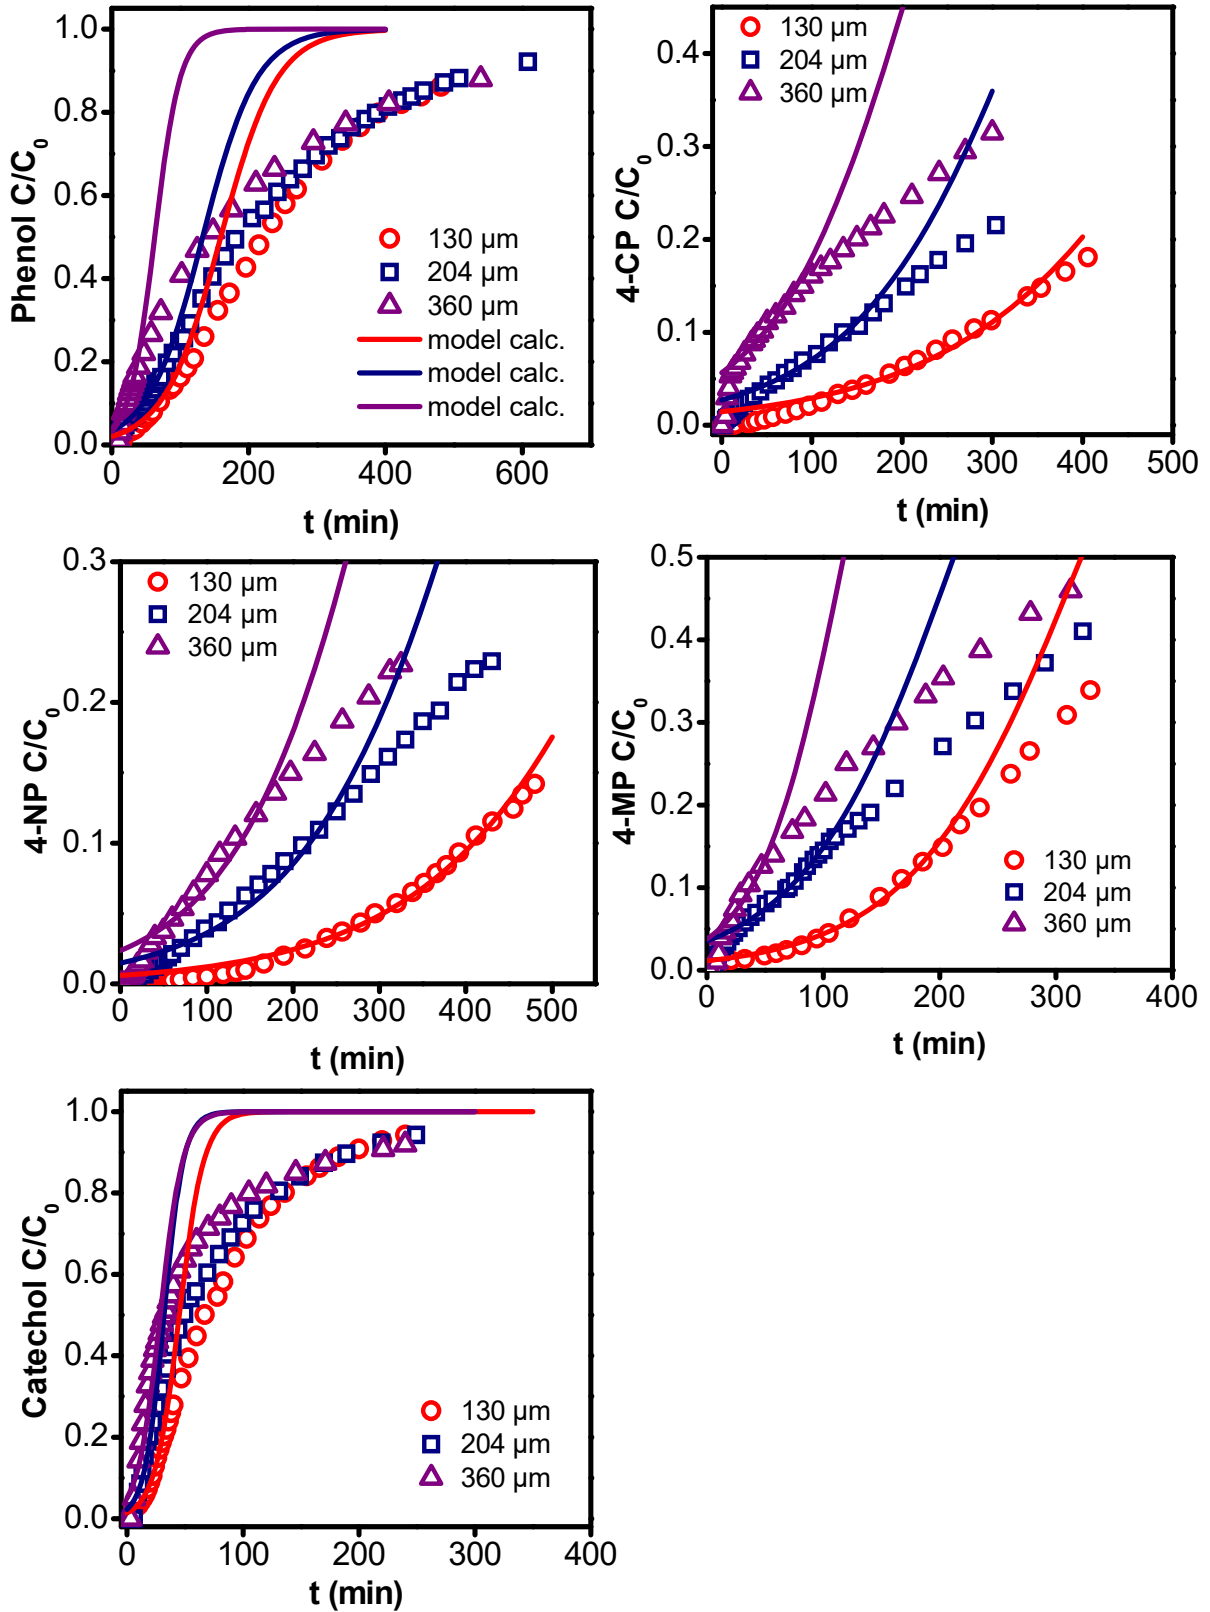 Phenol C/C0
1.0
0.8
0.6
0.4
0.2
0.0
130 µm
204 µm
360 µm
model calc.
model calc.
model calc.
0 200 400 600
t (min)
4-CP C/C0
0.4
0.3
0.2
0.1
0.0
130 µm
204 µm
360 µm
0 100 200 300 400 500
t (min)
4-NP C/C0
0.3
0.2
0.1
0.0
130 µm
204 µm
360 µm
0 100 200 300 400 500
t (min)
4-MP C/C0
0.5
0.4
0.3
0.2
0.1
0.0
130 µm
204 µm
360 µm
0 100 200 300 400
t (min)
Catechol C/C0
1.0
0.8
0.6
0.4
0.2
0.0
130 µm
204 µm
360 µm
0 100 200 300 400
t (min)